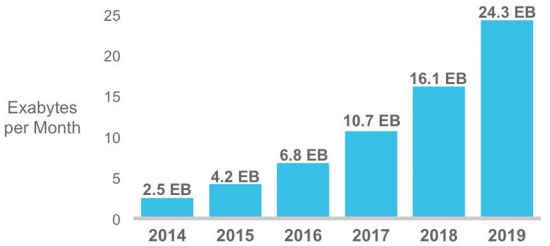 Exabytes
per Month
25
20
15
10
5
0
2.5 EB
4.2 EB
6.8 EB
10.7 EB
16.1 EB
24.3 EB
2014 2015 2016 2017 2018 2019